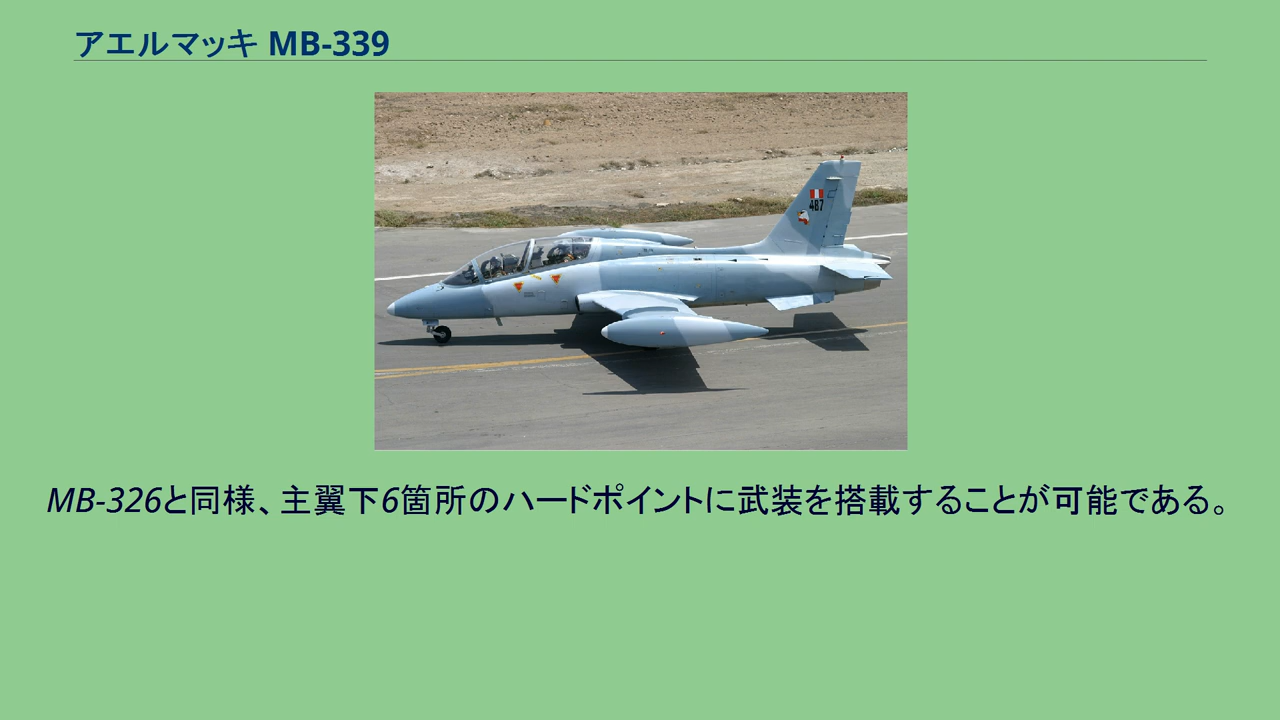 アエルマッキ MB-339
487
MB-326と同様、主翼下6箇所のハードポイントに武装を搭載することが可能である。